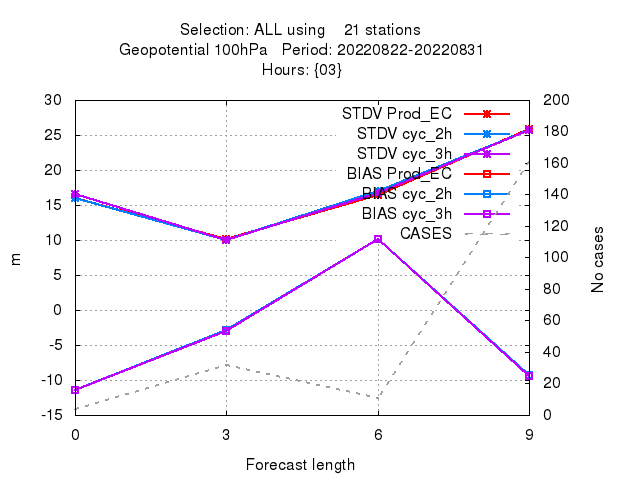 Selection: ALL using    21 stations
Geopotential 100hPa   Period: 20220822-20220831
Hours: {03}
30
25
20
15
10
5
0
-5
-10
-15
m
STDV Prod_EC
STDV cyc_2h
STDV cyc_3h
BIAS Prod_EC
BIAS cyc_2h
BIAS cyc_3h
CASES
200
180
160
140
120
100
80
60
40
20
0
No cases
0 3 6 9
Forecast length